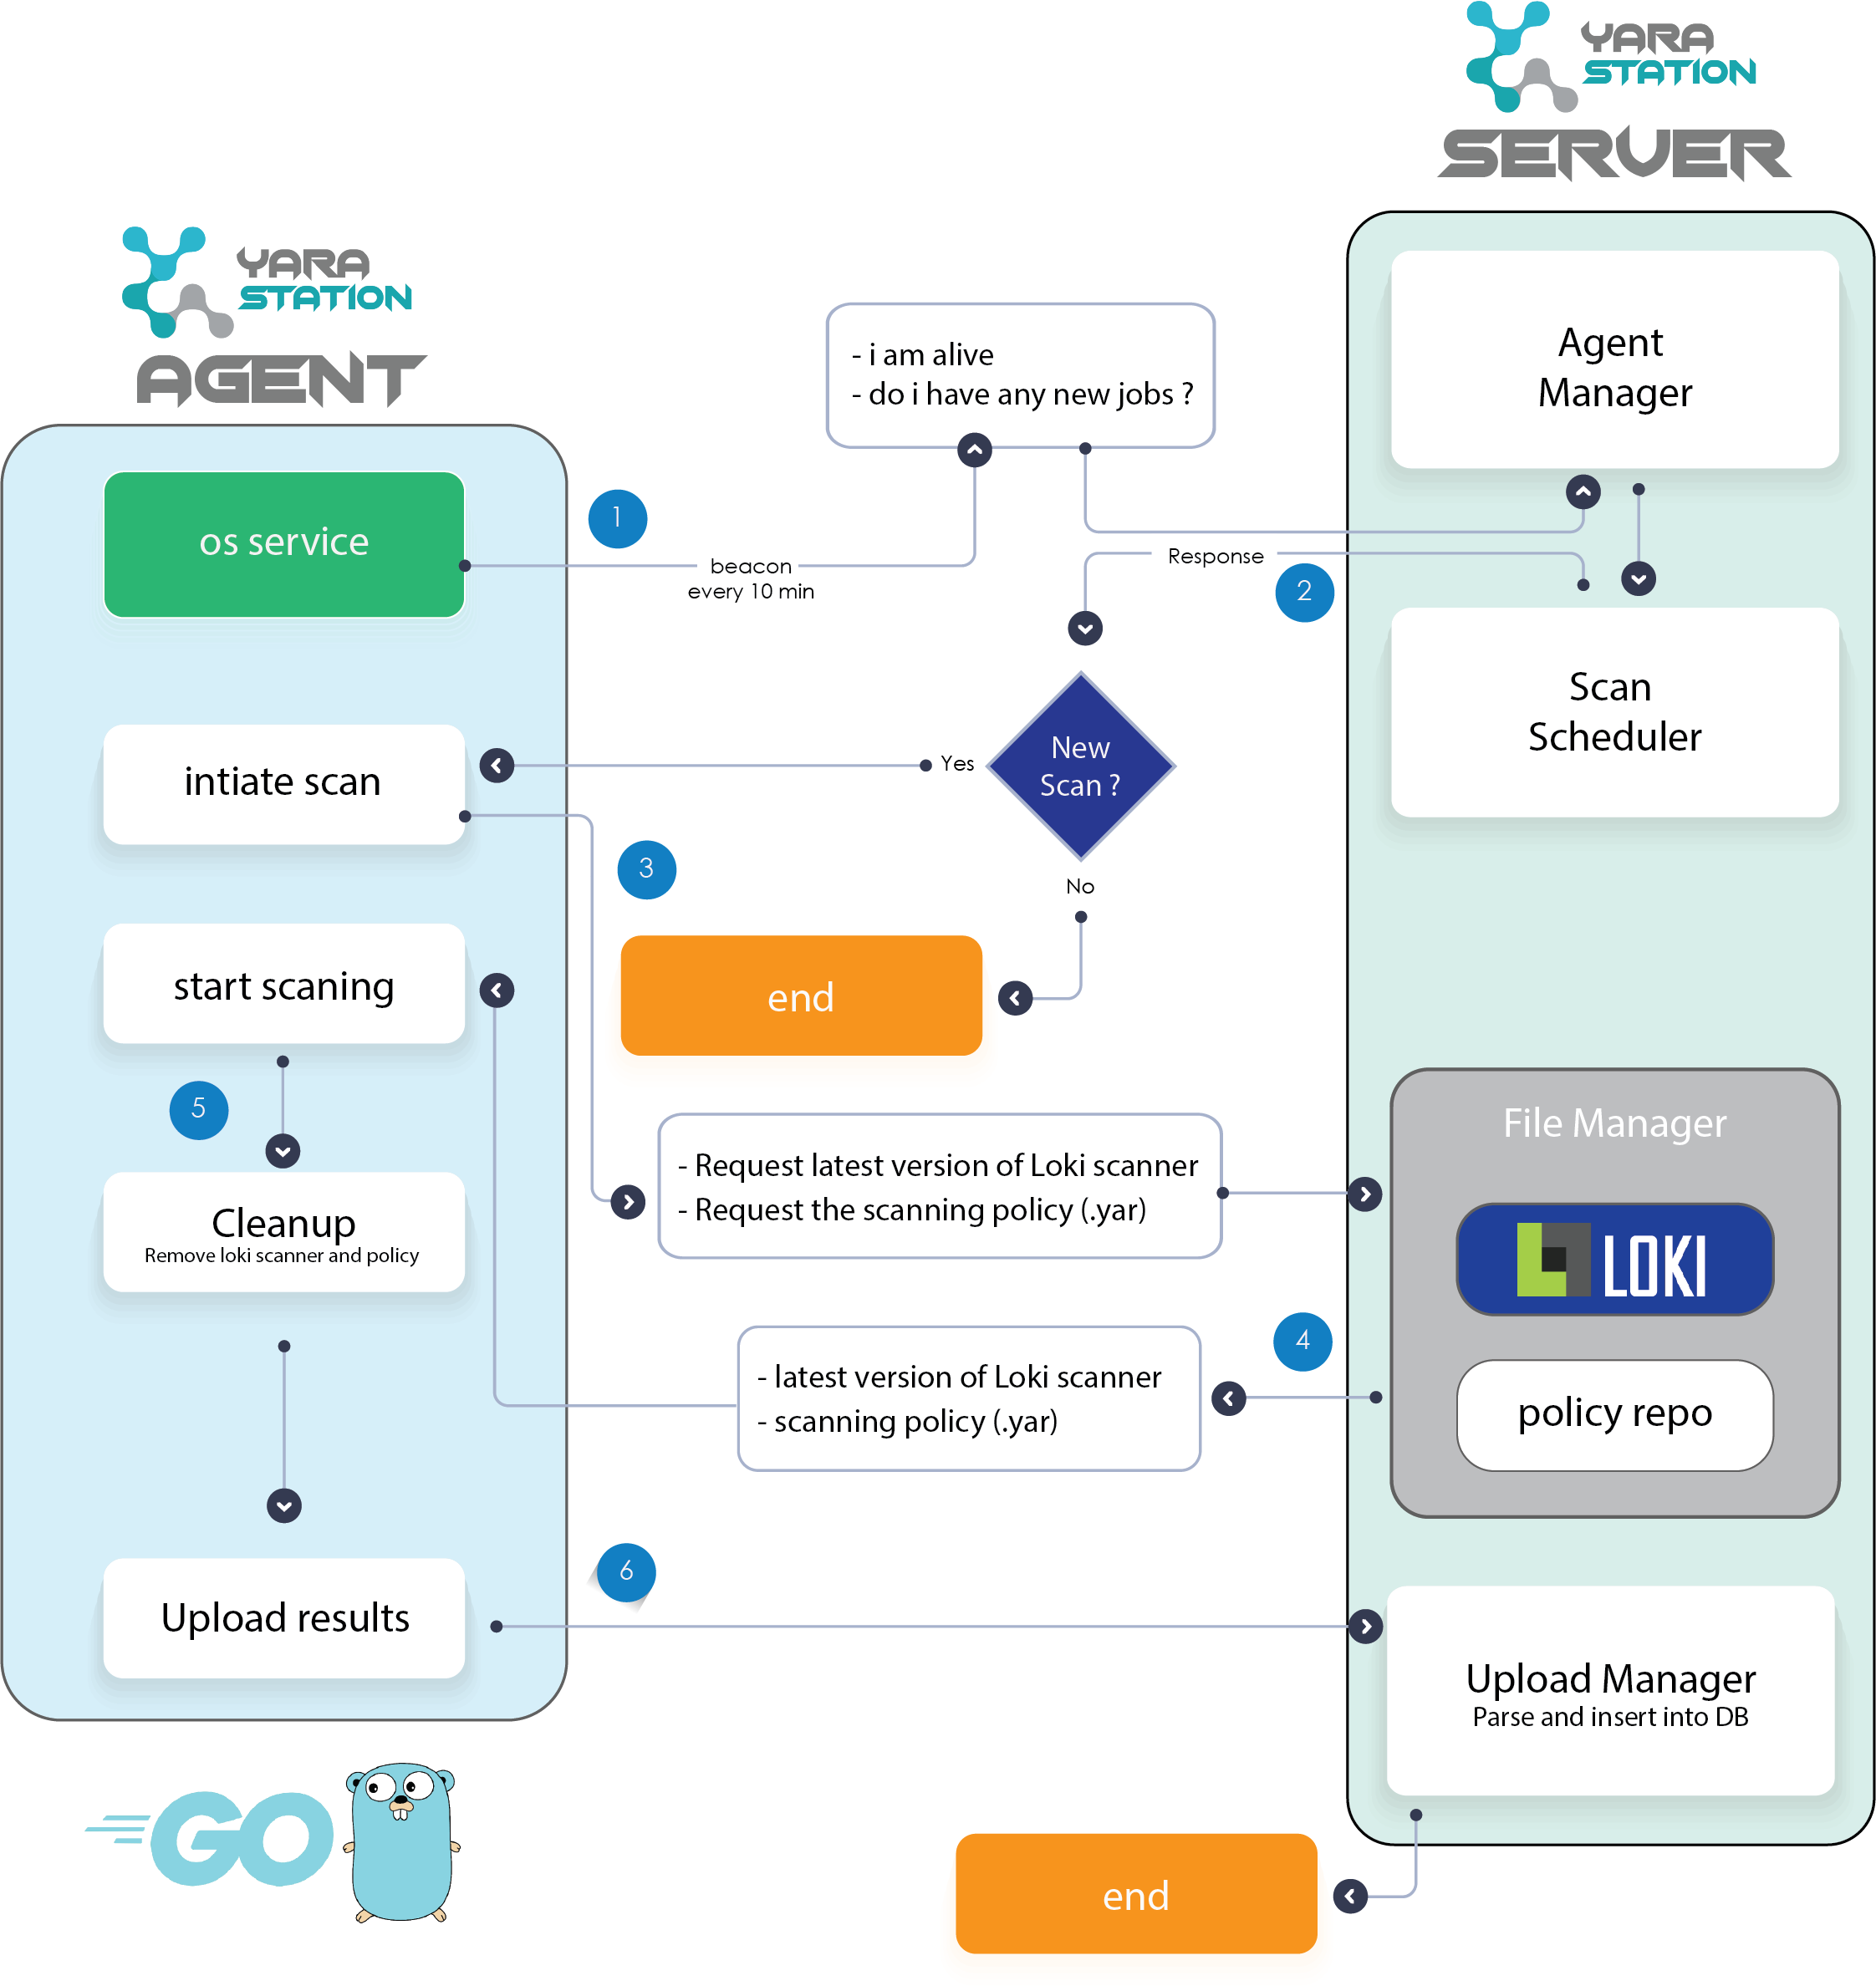 YARA
STATION
SERVER
YARA
STATION
AGENT
- i am alive
- do i have any new jobs ?
Agent
Manager
os service
1
beacon
every 10 min
Response
2
Scan
Scheduler
intiate scan
Yes
New
Scan ?
No
3
start scaning
end
5
File Manager
- Request latest version of Loki scanner
- Request the scanning policy (.yar)
Cleanup
Remove loki scanner and policy
LOKI
4
- latest version of Loki scanner
- scanning policy (.yar)
policy repo
6
Upload results
Upload Manager
Parse and insert into DB
GO
end